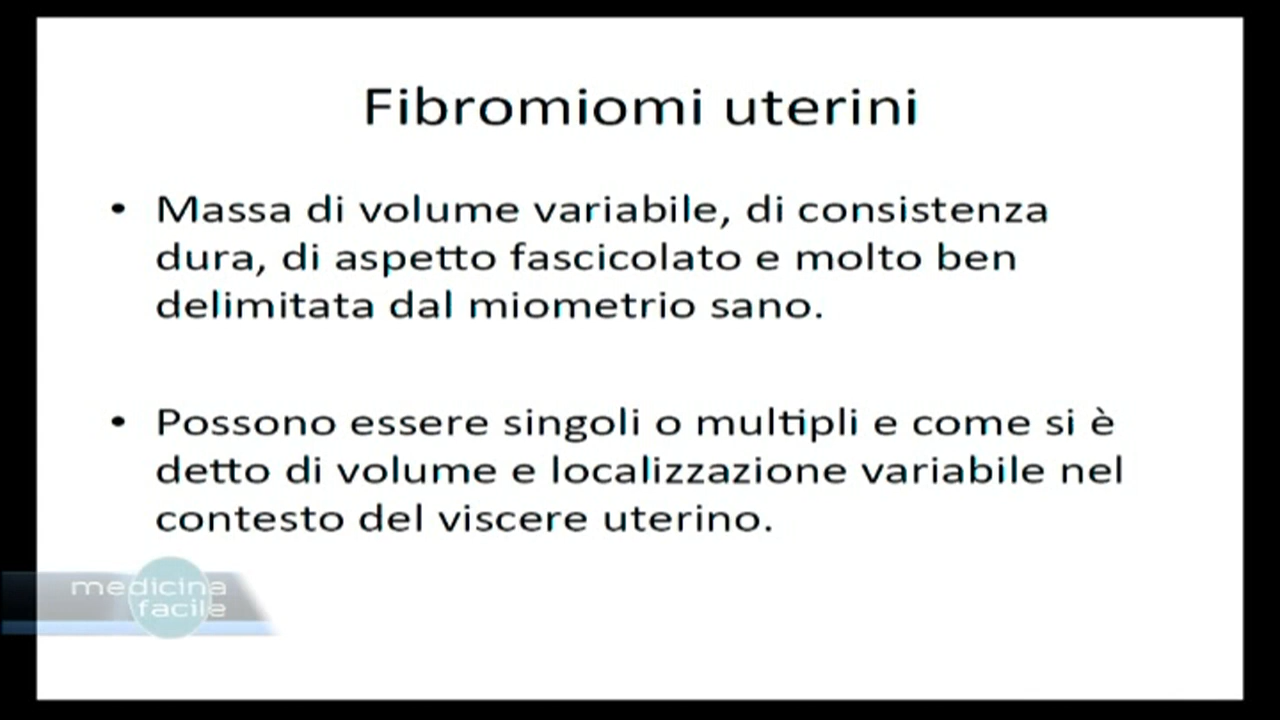 Fibromiomi uterini
• Massa di volume variabile, di consistenza
dura, di aspetto fascicolato e molto ben
delimitata dal miometrio sano.
• Possono essere singoli o multipli e come si è
detto di volume e localizzazione variabile nel
contesto del viscere uterino.
medicina
facile